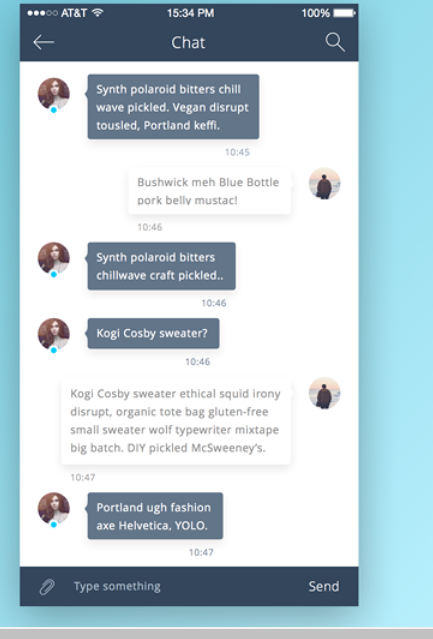 AT&T 15:34 PM 100%
Chat
Synth polaroid bitters chill
wave pickled. Vegan disrupt
tousled, Portland keffi.
10:45
Bushwick meh Blue Bottle
pork belly mustac!
10:46
Synth polaroid bitters
chillwave craft pickled..
10:46
Kogi Cosby sweater?
10:46
Kogi Cosby sweater ethical squid irony
disrupt, organic tote bag gluten-free
small sweater wolf typewriter mixtape
big batch. DIY pickled McSweeney's.
10:47
Portland ugh fashion
axe Helvetica, YOLO.
10:47
Type something Send